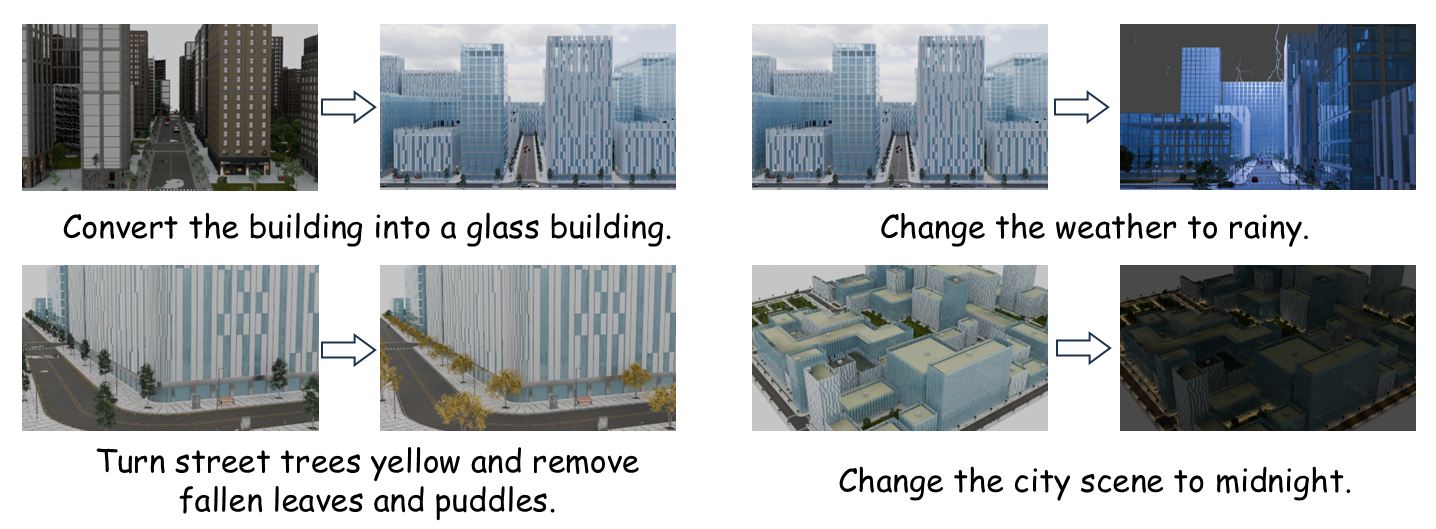 Convert the building into a glass building.
Change the weather to rainy.
Turn street trees yellow and remove
fallen leaves and puddles.
Change the city scene to midnight.